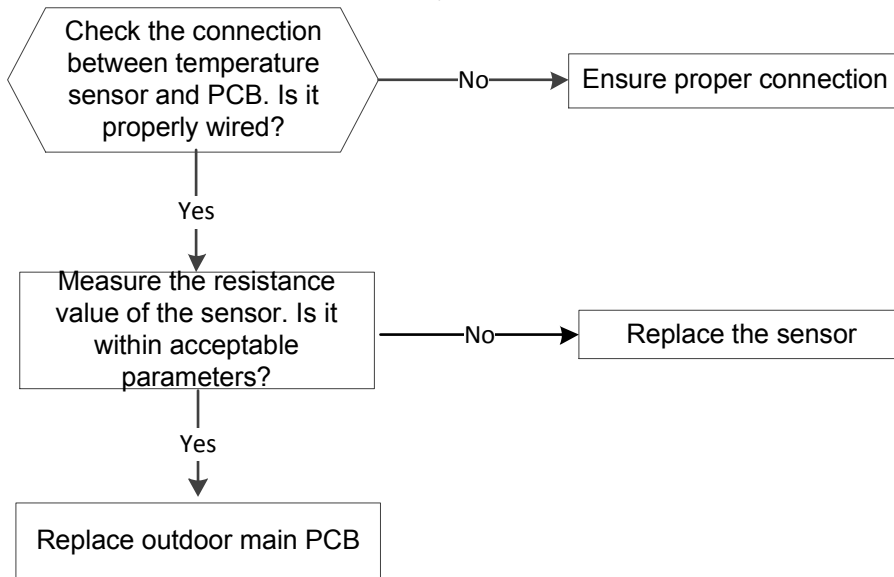 Check the connection
between temperature
sensor and PCB. Is it
properly wired?
No
Ensure proper connection
Yes
Measure the resistance
value of the sensor. Is it
within acceptable
parameters?
No
Replace the sensor
Yes
Replace outdoor main PCB